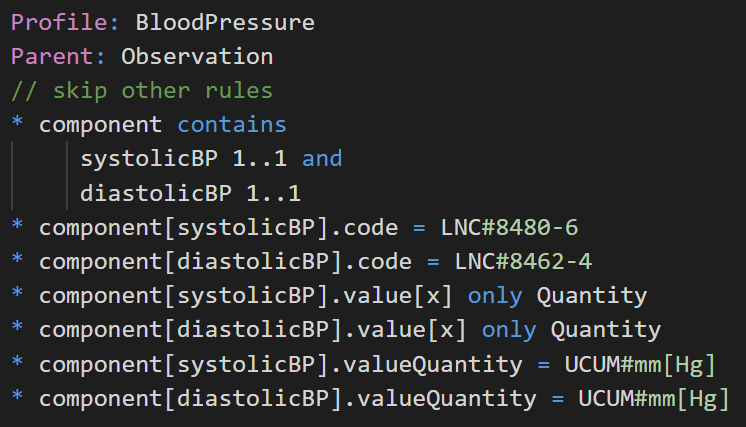 Profile: BloodPressure
Parent: Observation
// skip other rules
* component contains
systolicBP 1..1 and
diastolicBP 1..1
* component[systolicBP].code = LNC#8480-6
* component[diastolicBP].code = LNC#8462-4
* component[systolicBP].value[x] only Quantity
* component[diastolicBP].value[x] only Quantity
* component[systolicBP].valueQuantity = UCUM#mm[Hg]
* component[diastolicBP].valueQuantity = UCUM#mm[Hg]